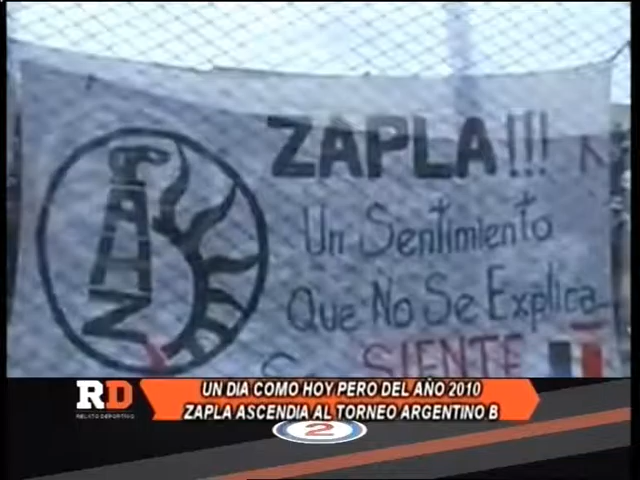 ZAPLA!!!
Un Sentimiento
Que No Se Explica
SIENTE
ZAPLA
RD
RELATO DEPORTIVO
UN DIA COMO HOY PERO DEL AÑO 2010
ZAPLA ASCENDIA AL TORNEO ARGENTINO B
2